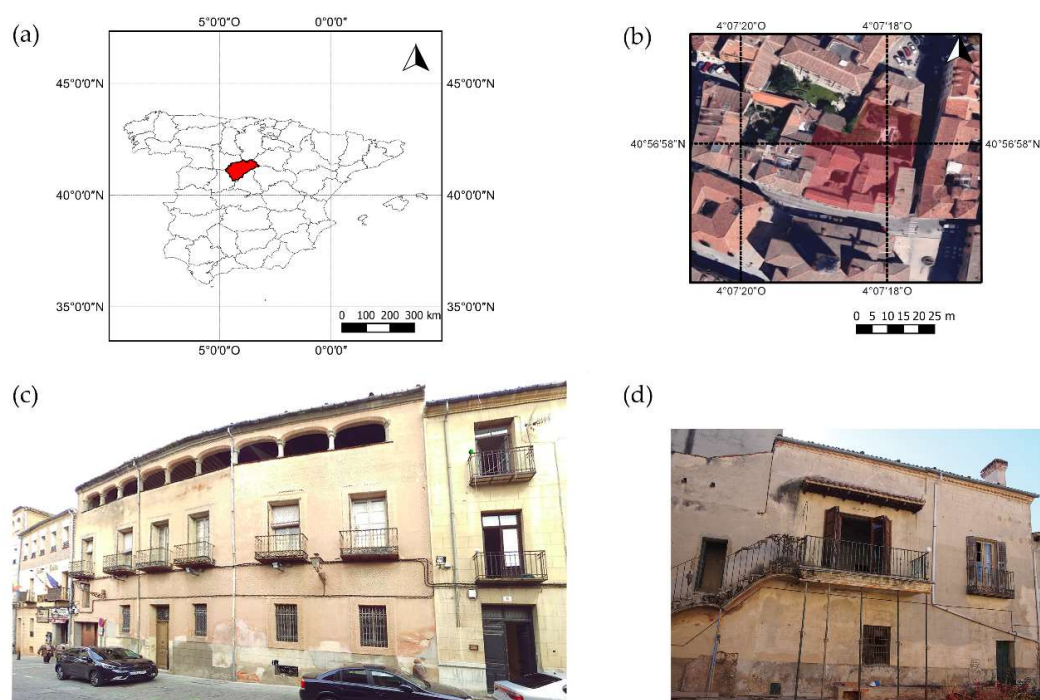 (a)
5°0'0"O 0°0'0"
45°0'0"N 45°0'0"N
40°0'0"N 40°0'0"N
35°0'0"N 35°0'0"N
0 100 200 300 km
5°0'0"O 0°0'0"
(b)
4°07'20"O 4°07'18"O
40°56'58"N 40°56'58"N
4°07'20"O 4°07'18"O
0 5 10 15 20 25 m
(c)
(d)